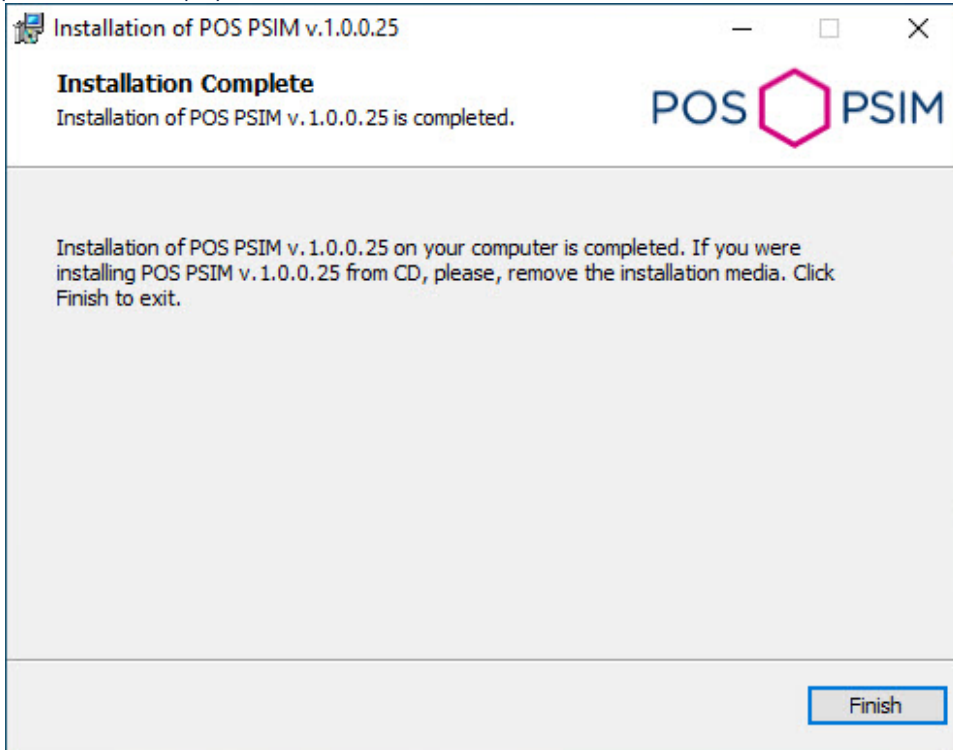 Installation of POS PSIM v.1.0.0.25
Installation Complete
Installation of POS PSIM v.1.0.0.25 is completed.
POS PSIM
Installation of POS PSIM v.1.0.0.25 on your computer is completed. If you were
installing POS PSIM v.1.0.0.25 from CD, please, remove the installation media. Click
Finish to exit.
Finish